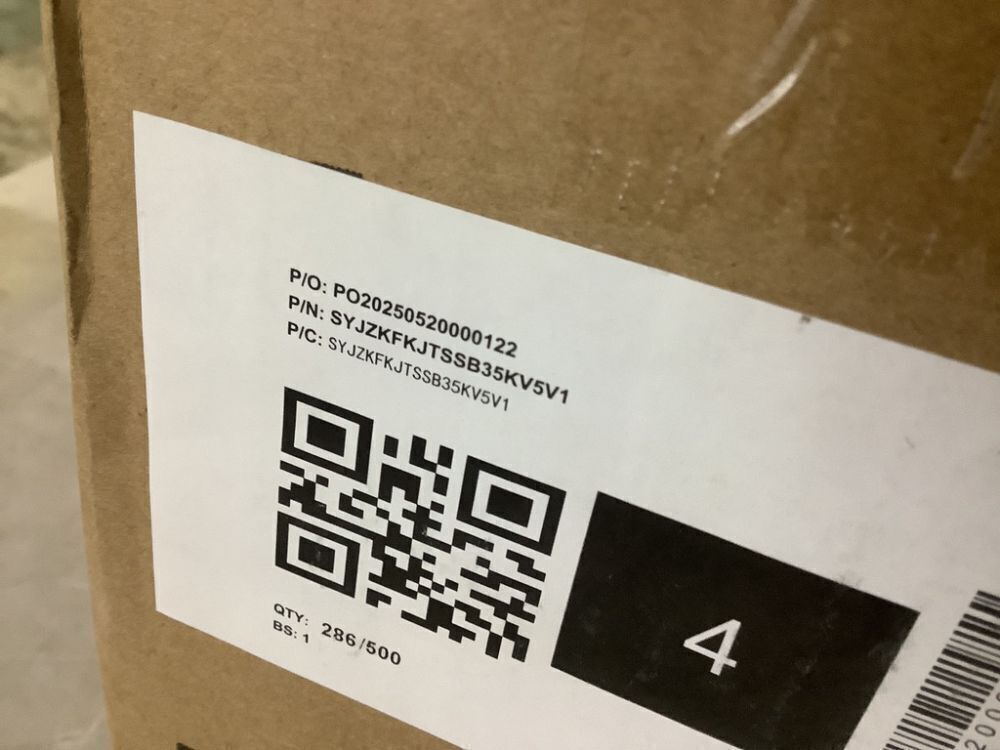 P/O: PO20250520000122
P/N: SYJZKFKJTSSB35KV5V1
P/C: SYJZKFKJTSSB35KV5V1
QTY: 286/500
BS: 1
4